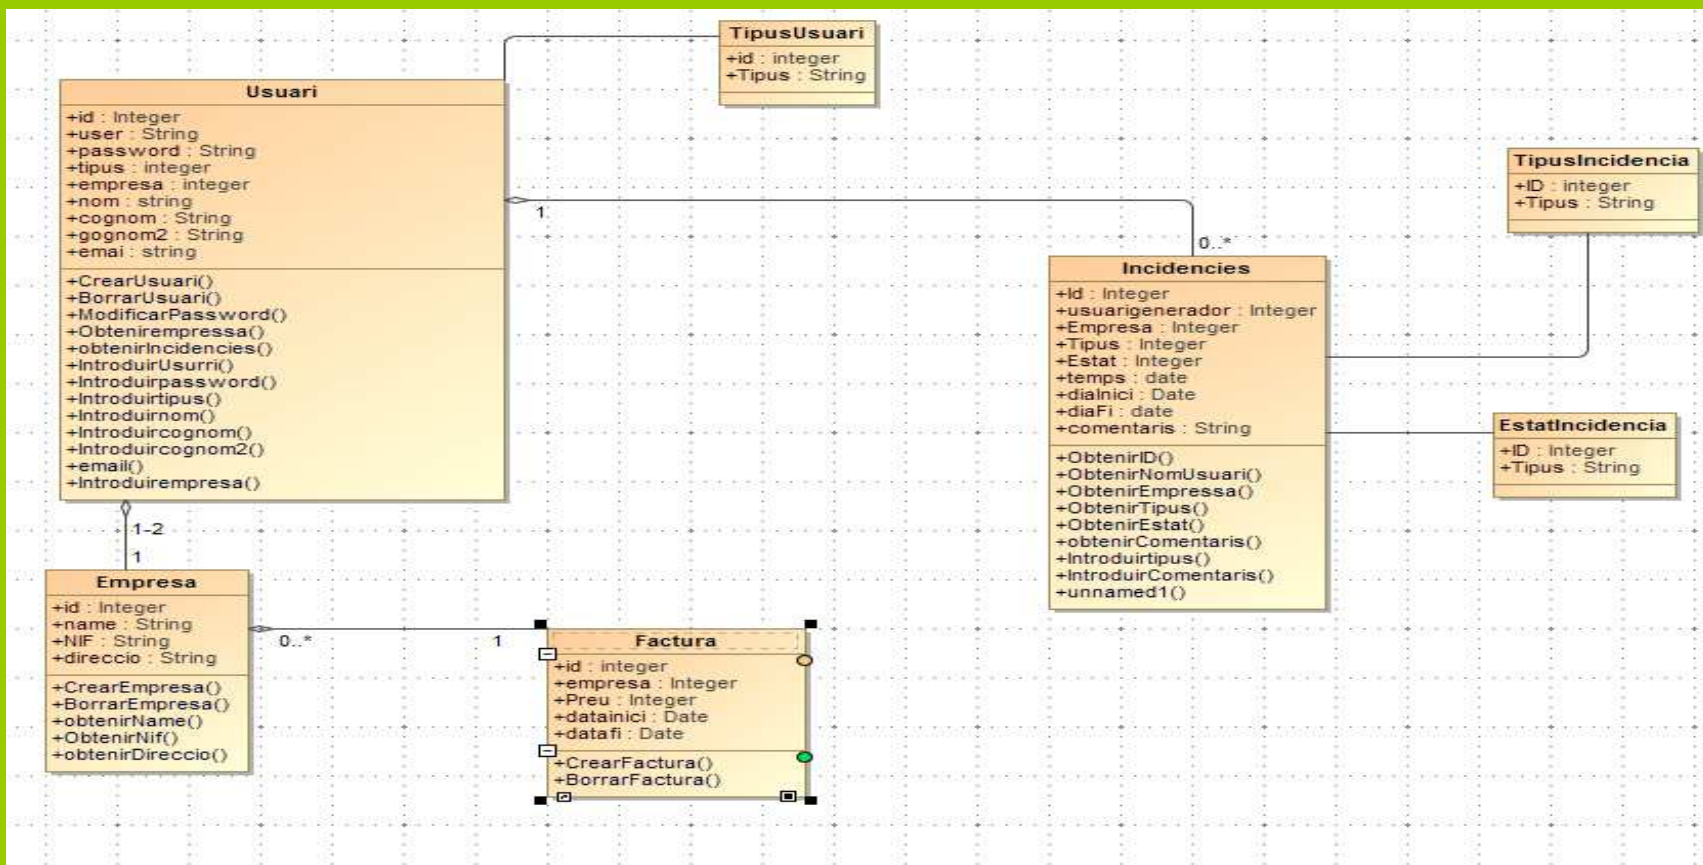 TipusUsuari
+id : integer
+Tipus : String
Usuari
+id : Integer
+user : String
+password : String
+tipus : integer
+empresa : integer
+nom : string
+cognom : String
+gognom2 : String
+emai : string
+CrearUsuari()
+BorrarUsuari()
+ModificarPassword()
+Obtenirempressa()
+obtenirIncidencies()
+IntroduirUsurri()
+Introduirpassword()
+Introduirtipus()
+Introduirnom()
+Introduircognom()
+Introduircognom2()
+email()
+Introduirempresa()
1
0..*
TipusIncidencia
+ID : integer
+Tipus : String
Incidencies
+Id : Integer
+usuarigenerador : Integer
+Empresa : Integer
+Tipus : Integer
+Estat : Integer
+temps : date
+diaInici : Date
+diaFi : date
+comentaris : String
+ObtenirID()
+ObtenirNomUsuari()
+ObtenirEmpressa()
+ObtenirTipus()
+ObtenirEstat()
+obtenirComentaris()
+Introduirtipus()
+IntroduirComentaris()
+unnamed1()
EstatIncidencia
+ID : Integer
+Tipus : String
1-2
1
Empresa
+id : Integer
+name : String
+NIF : String
+direccio : String
+CrearEmpresa()
+BorrarEmpresa()
+obtenirName()
+ObtenirNif()
+obtenirDireccio()
0..*
1
Factura
+id : integer
+empresa : Integer
+Preu : Integer
+datainici : Date
+datafi : Date
+CrearFactura()
+BorrarFactura()